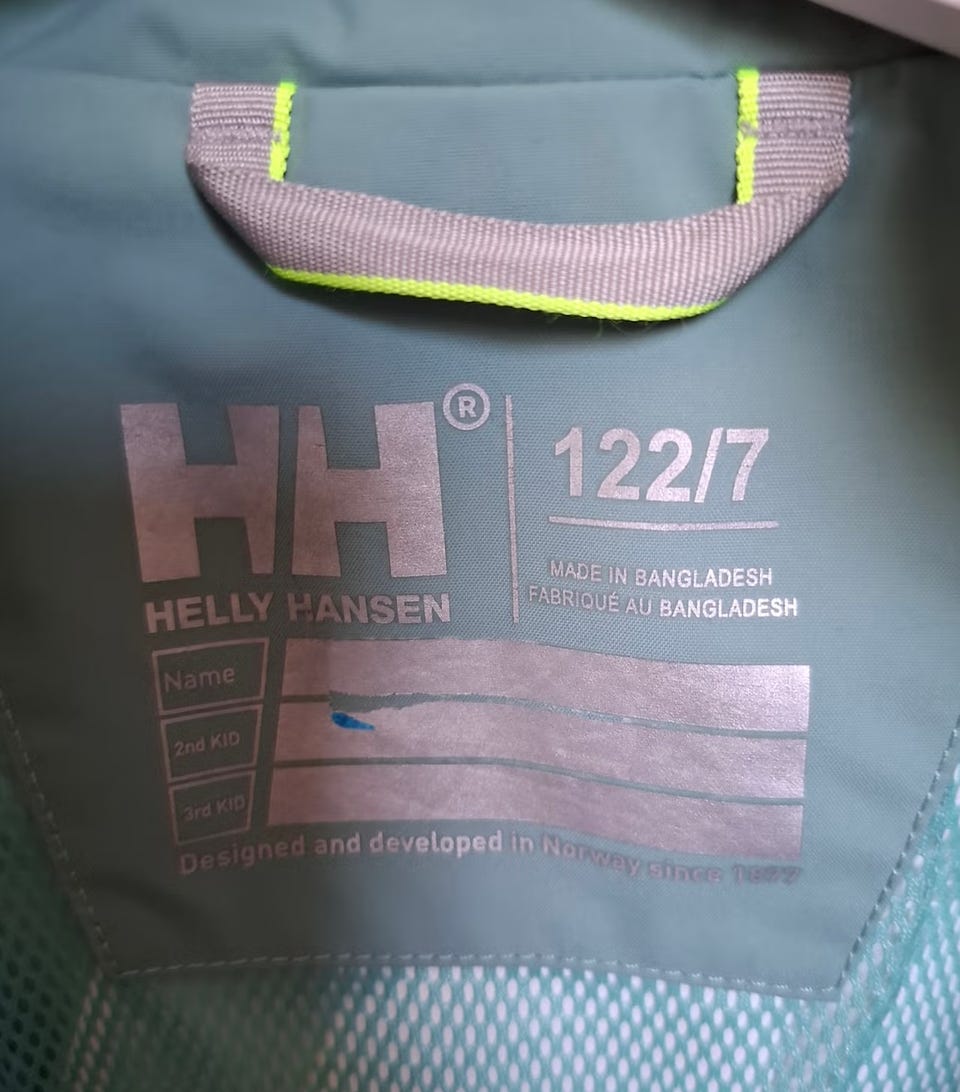 HH®
122/7
MADE IN BANGLADESH
FABRIQUÉ AU BANGLADESH
HELLY HANSEN
Name
2nd KID
3rd KID
Designed and developed in Norway since 1877